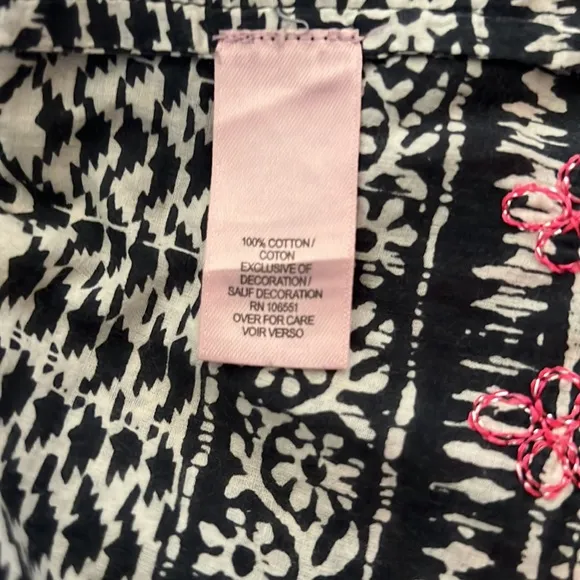 100% COTTON/
COTON
EXCLUSIVE OF
DECORATION/
SAUF DECORATION
RN 106551
OVER FOR CARE
VOIR VERSO